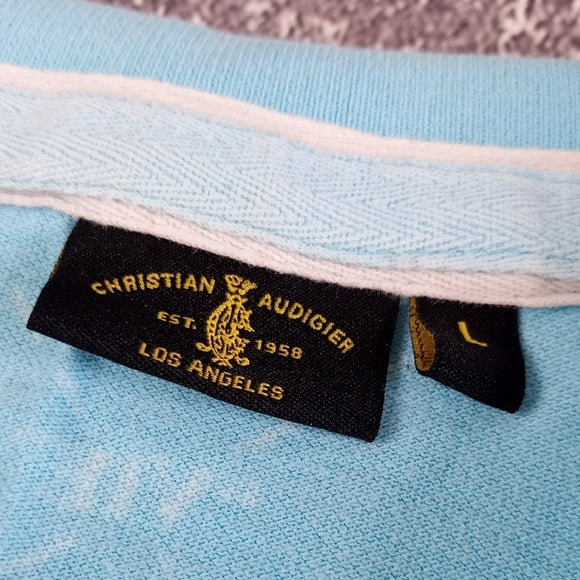 CHRISTIAN AUDIGIER
EST. 1958
LOS ANGELES
L